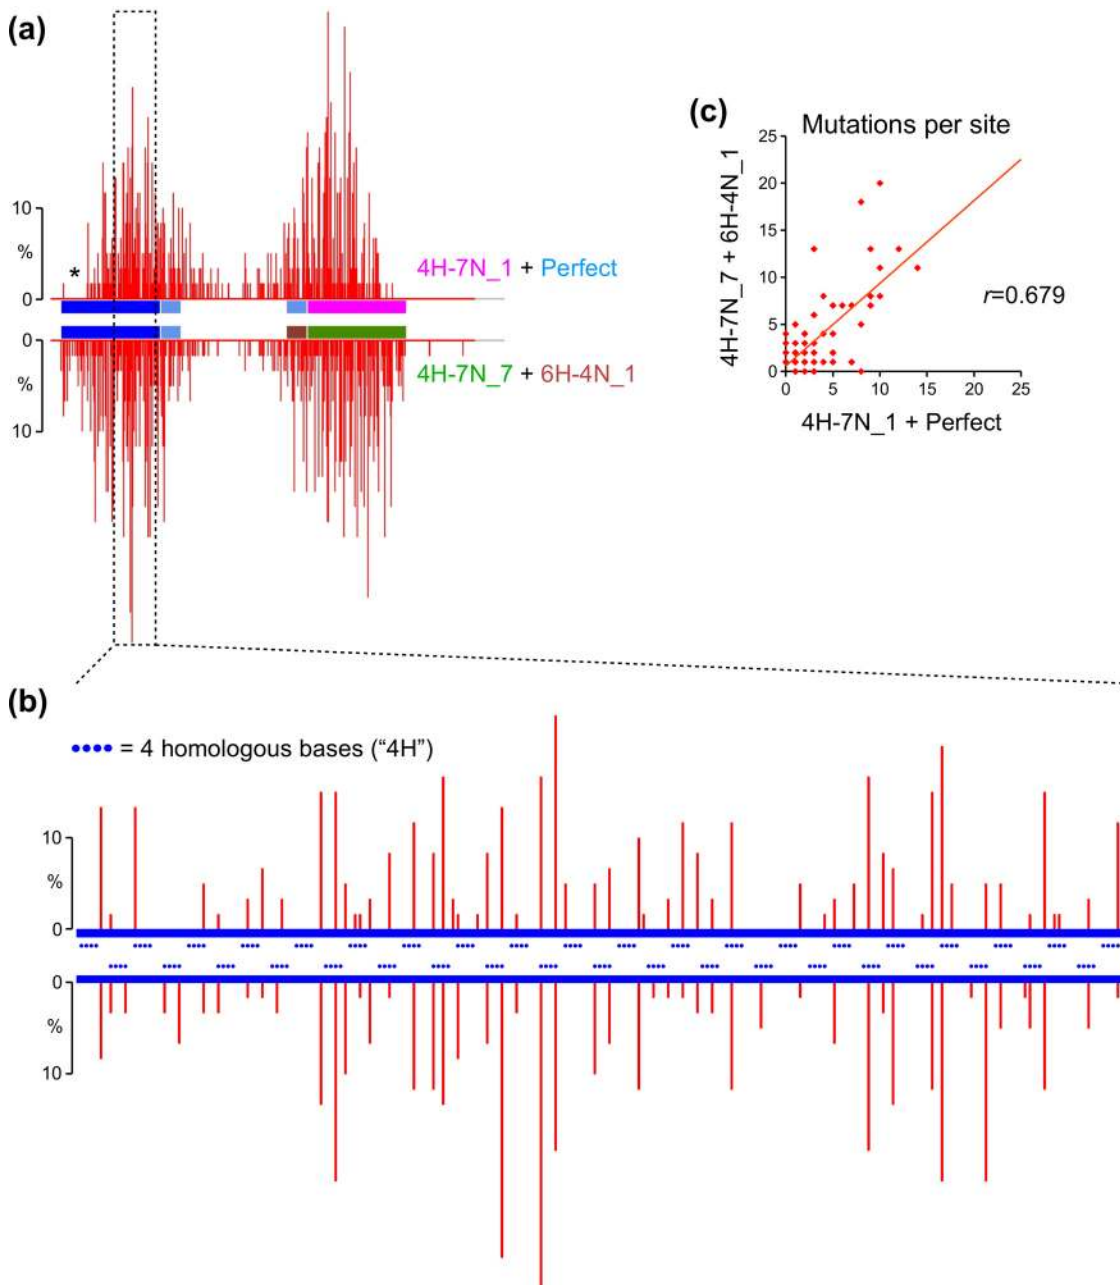 (a)
10
%
0
*
4H-7N_1 + Perfect
0
%
10
4H-7N_7 + 6H-4N_1
(c)
Mutations per site
4H-7N_7 + 6H-4N_1
25
20
15
10
5
0
0 5 10 15 20 25
r=0.679
4H-7N_1 + Perfect
(b)
= 4 homologous bases (“4H”)
10
%
0
0
%
10